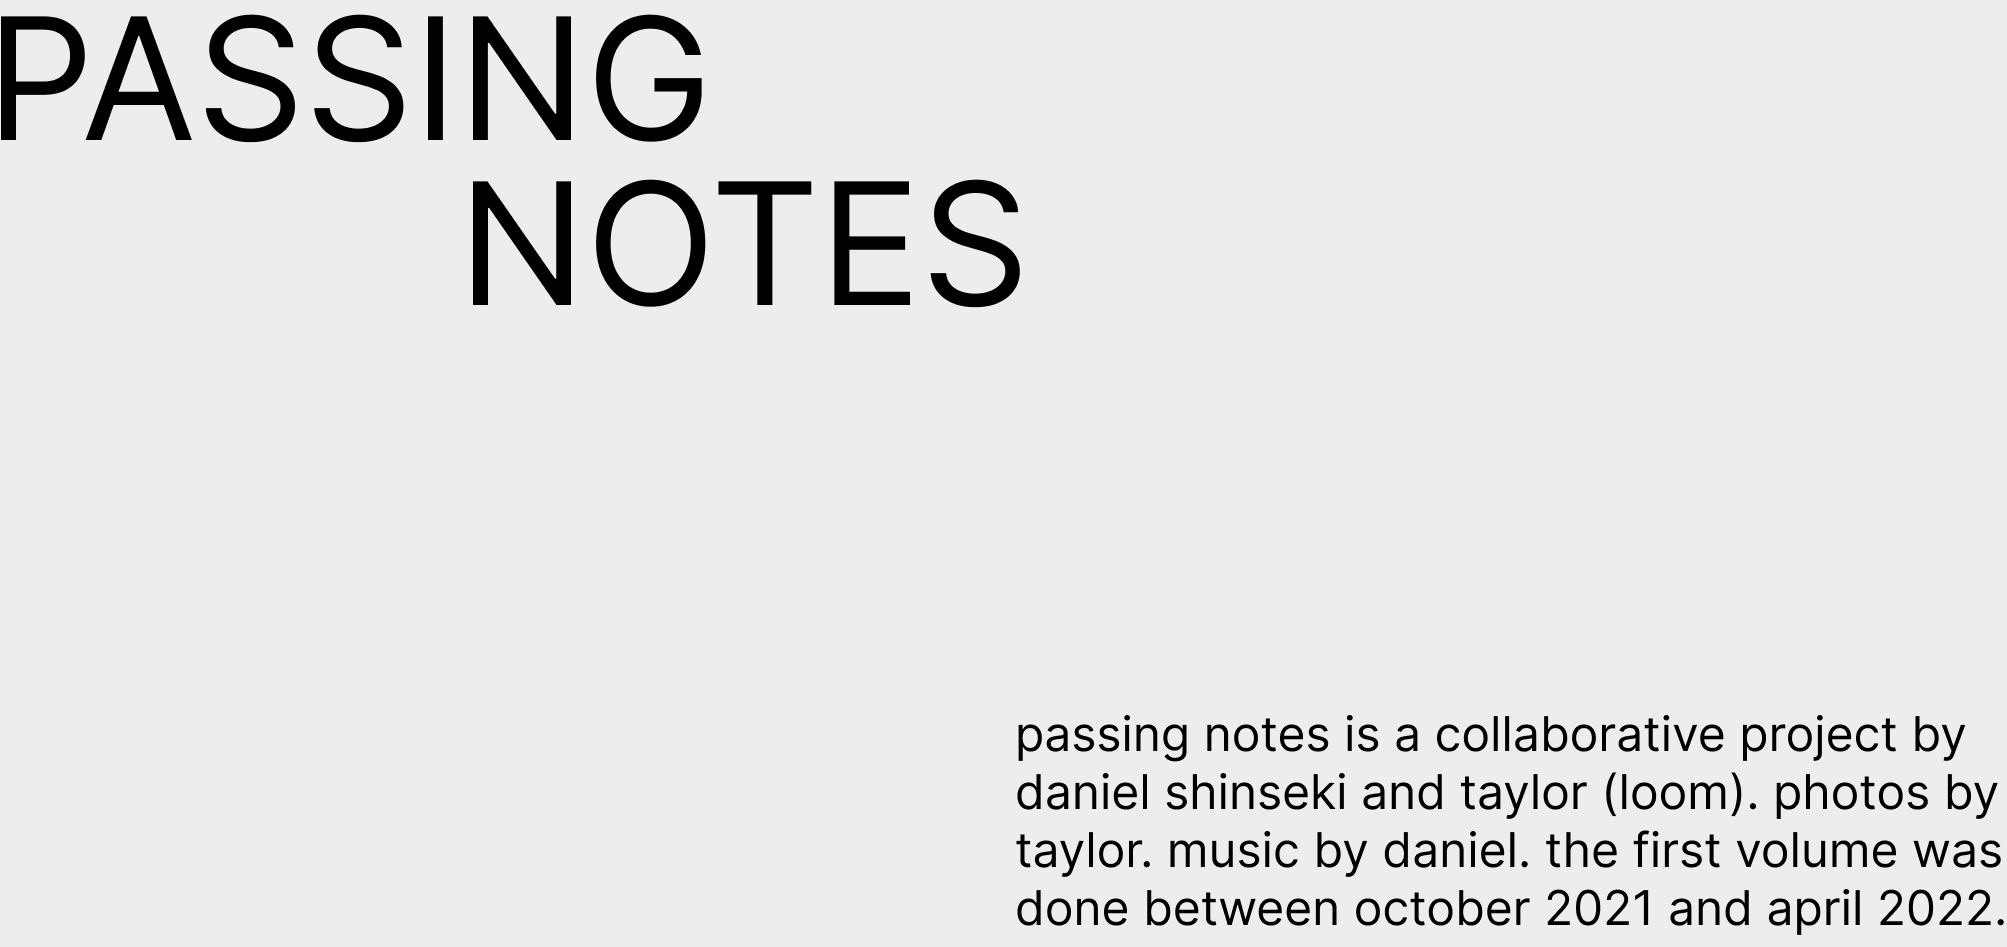 PASSING
NOTES
passing notes is a collaborative project by
daniel shinseki and taylor (loom). photos by
taylor. music by daniel. the first volume was
done between october 2021 and april 2022.